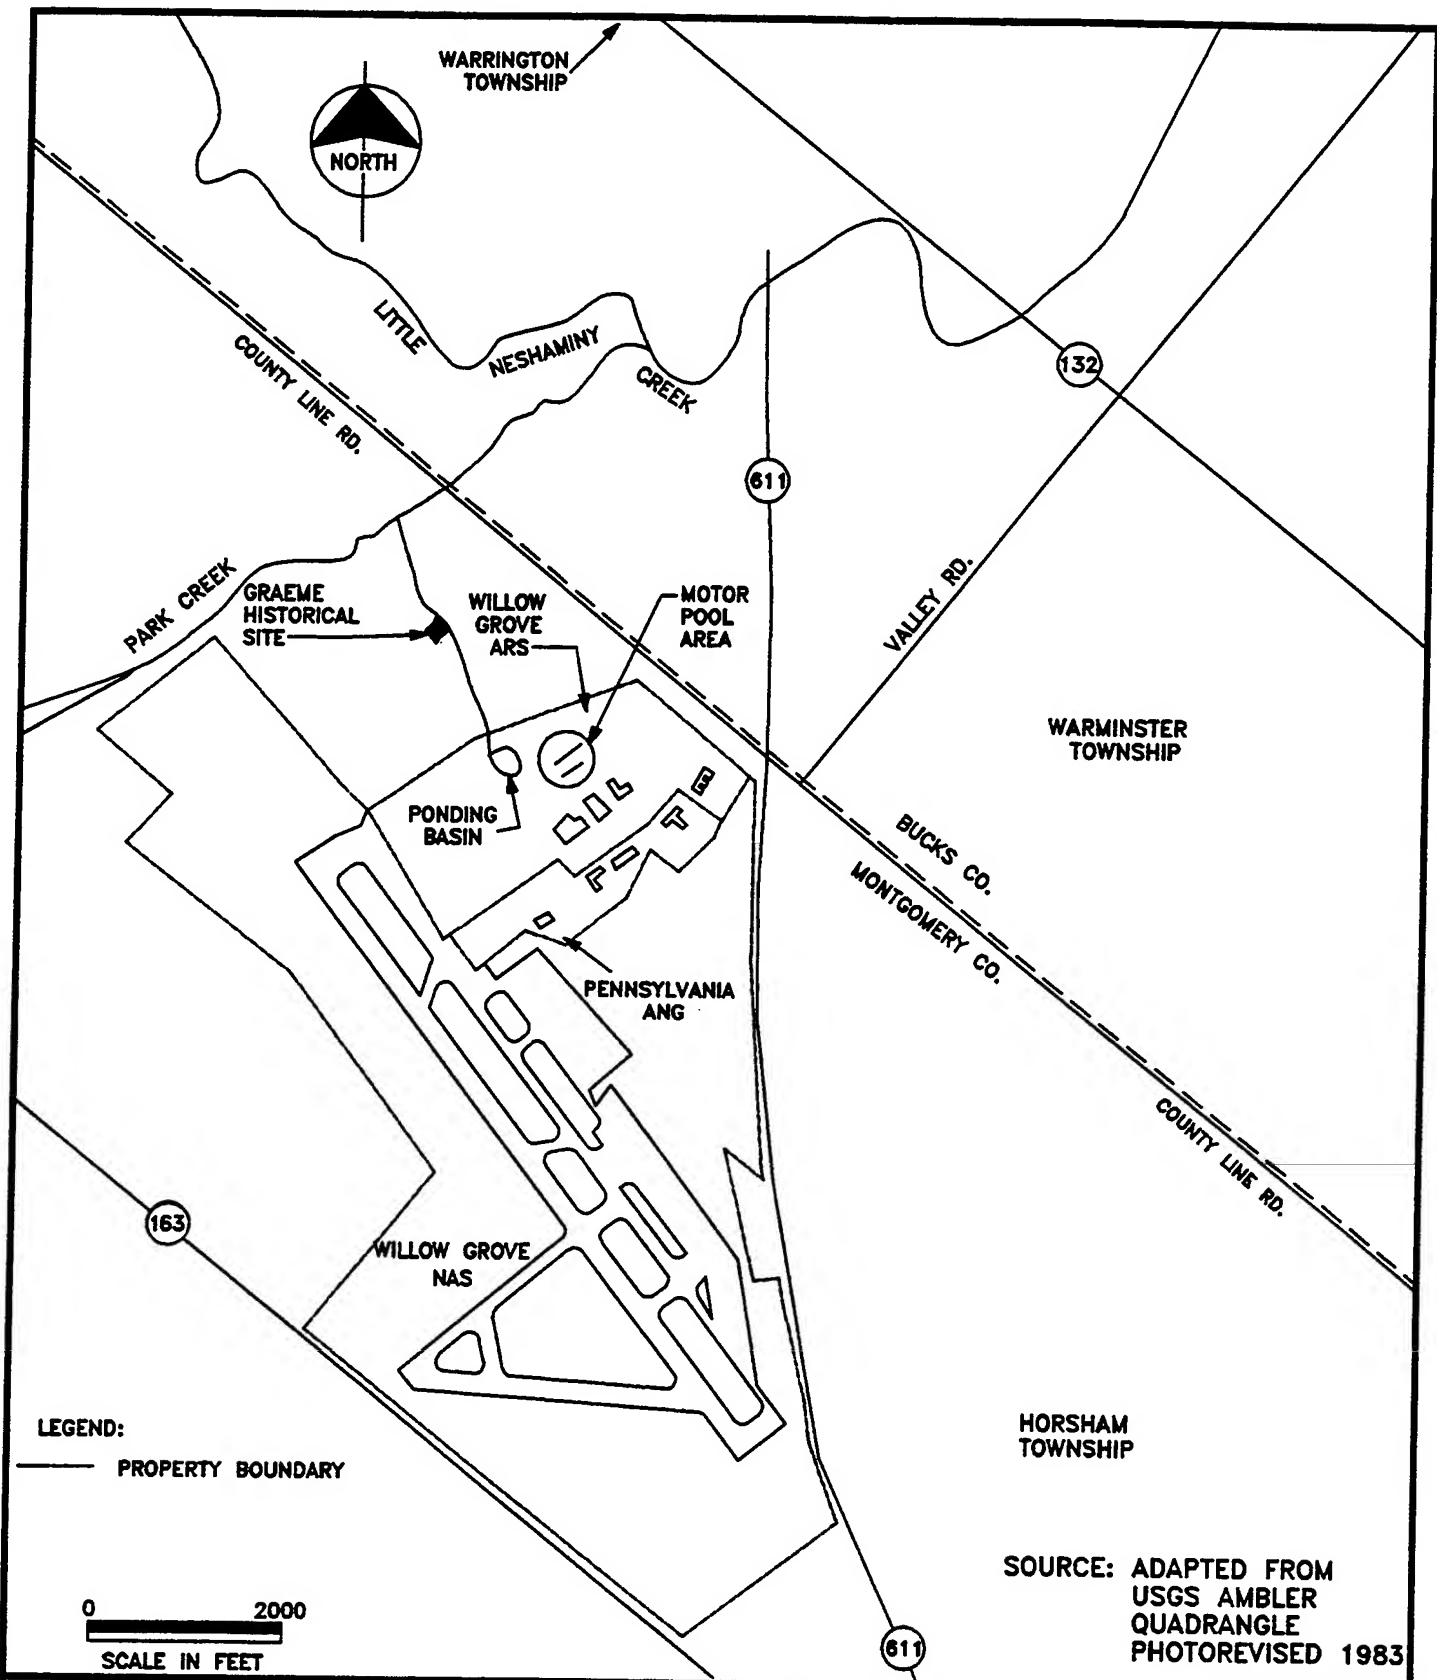 WARRINGTON
TOWNSHIP
NORTH
LITTLE
NESHAMINY
CREEK
COUNTY LINE RD.
132
611
PARK CREEK
GRAEME
HISTORICAL
SITE
WILLOW
GROVE
ARS
MOTOR
POOL
AREA
VALLEY RD.
WARMINSTER
TOWNSHIP
PONDING
BASIN
BUCKS CO.
MONTGOMERY CO.
PENNSYLVANIA
ANG
COUNTY LINE RD.
163
WILLOW GROVE
NAS
LEGEND:
PROPERTY BOUNDARY
HORSHAM
TOWNSHIP
0 2000
SCALE IN FEET
611
SOURCE: ADAPTED FROM
USGS AMBLER
QUADRANGLE
PHOTOREVISED 1983